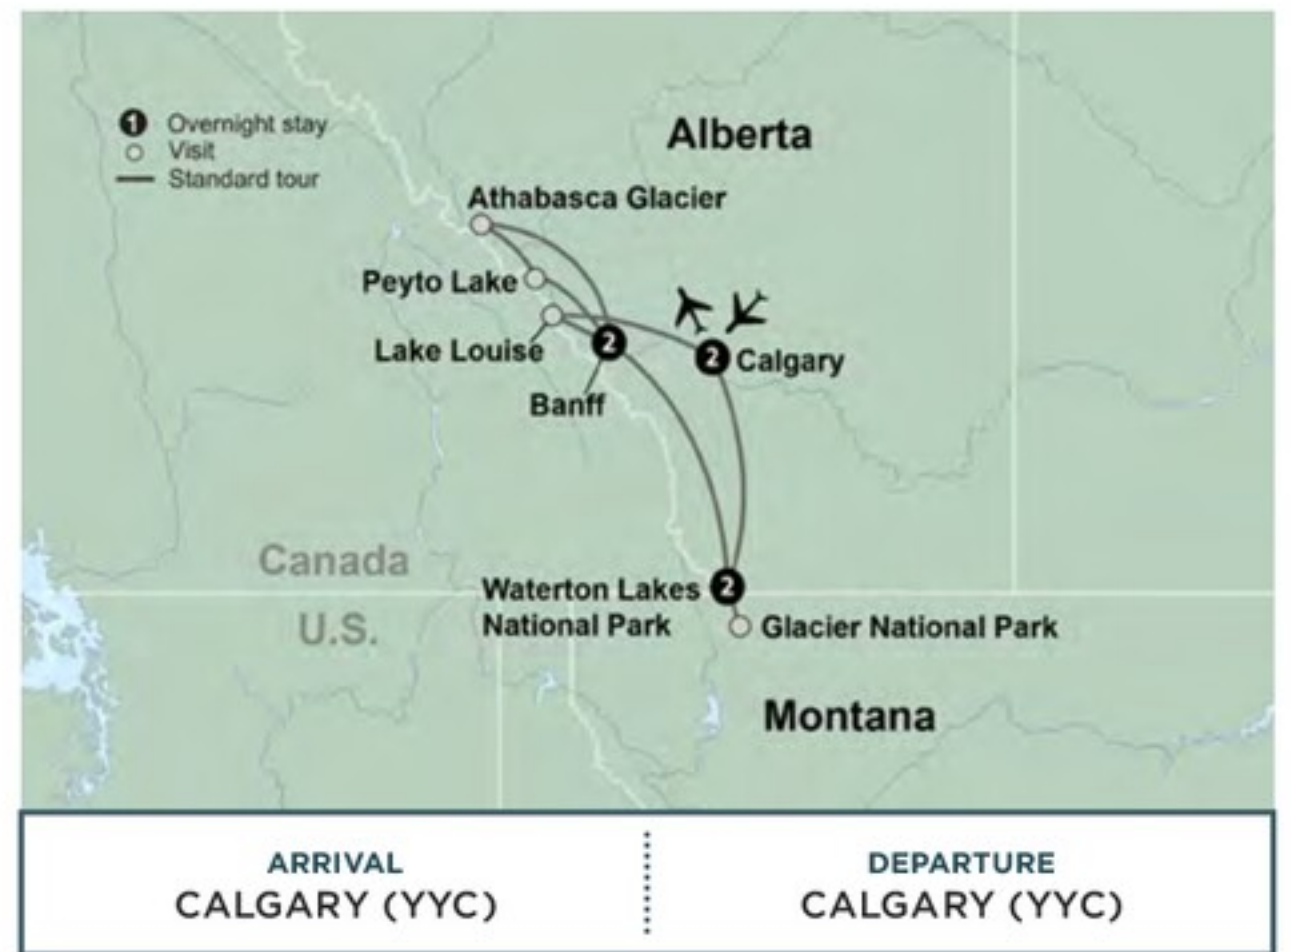 1 Overnight stay
Visit
Standard tour
Alberta
Athabasca Glacier
Peyto Lake
Lake Louise
2
Banff
2 Calgary
Canada
U.S.
Waterton Lakes 2
National Park
Glacier National Park
Montana
ARRIVAL
CALGARY (YYC)
DEPARTURE
CALGARY (YYC)